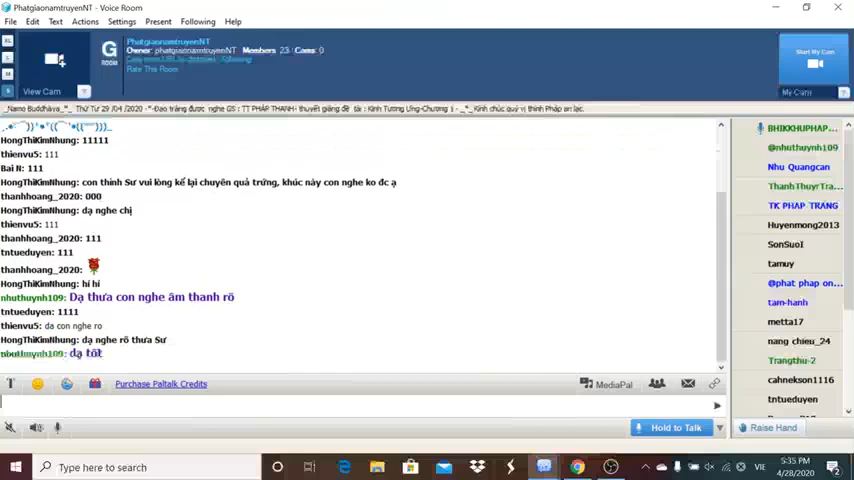 PhatgiaonamtruyenNT - Voice Room
File Edit Text Actions Settings Present Following Help
PhatgiaonamtruyenNT
Owner: phatgiaonamtruyenNT Members 23 Cams: 0
Rate This Room
G
ROOM
View Cam
Start My Cam
My Cam
_Namo Buddhaya_*_ Thứ Tư 29 /04 /2020 -*-Đạo tràng được nghe GS : TT PHÁP THANH- thuyết giảng đề tài : Kinh Tương Ưng-Chương I -_*_Kính chúc quý vị thính Pháp an lạc.
HongThiKimNhung: 11111
thienvu5: 111
Bai N: 111
HongThiKimNhung: con thỉnh Sư vui lòng kể lại chuyện quả trứng, khúc này con nghe ko đc ạ
thanhhoang_2020: 000
HongThiKimNhung: dạ nghe chị
thienvu5: 111
thanhhoang_2020: 111
tntueduyen: 111
thanhhoang_2020:
HongThiKimNhung: hí hí
nhuthuynh109: Dạ thưa con nghe âm thanh rõ
tntueduyen: 1111
thienvu5: da con nghe ro
HongThiKimNhung: dạ nghe rõ thưa Sư
nhuthuynh109: dạ tốt
BHIKKHUPHAP...
@nhuthuynh109
Nhu Quangcan
ThanhThuyrTra...
TK PHAP TRANG
Huyenmong2013
SonSuoI
tamuy
@phat phap on...
tam-hanh
metta17
nang chieu_24
Trangthu-2
cahnekson1116
tntueduyen
T Purchase Paltalk Credits MediaPal
Hold to Talk
Raise Hand
Type here to search
VIE
5:35 PM
4/28/2020
2